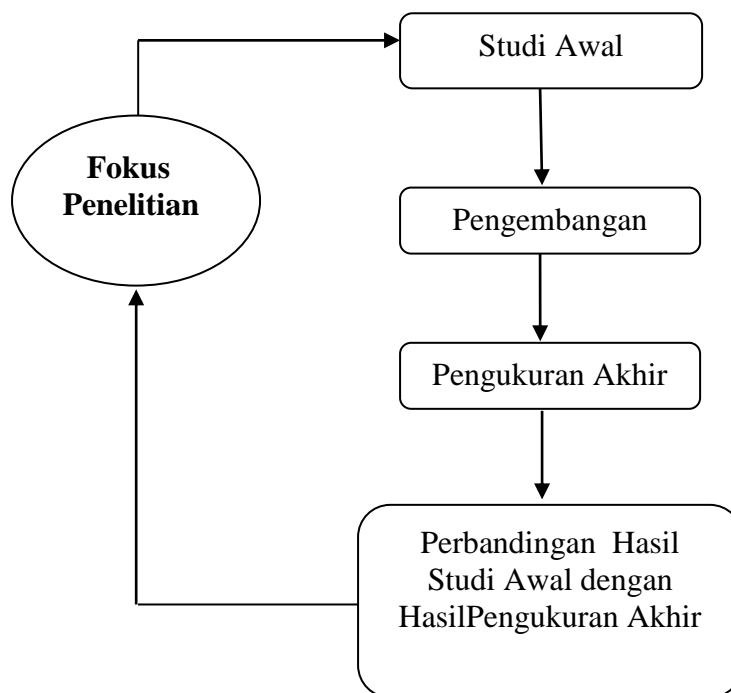 Studi Awal
Fokus
Penelitian
Pengembangan
Pengukuran Akhir
Perbandingan Hasil
Studi Awal dengan
HasilPengukuran Akhir